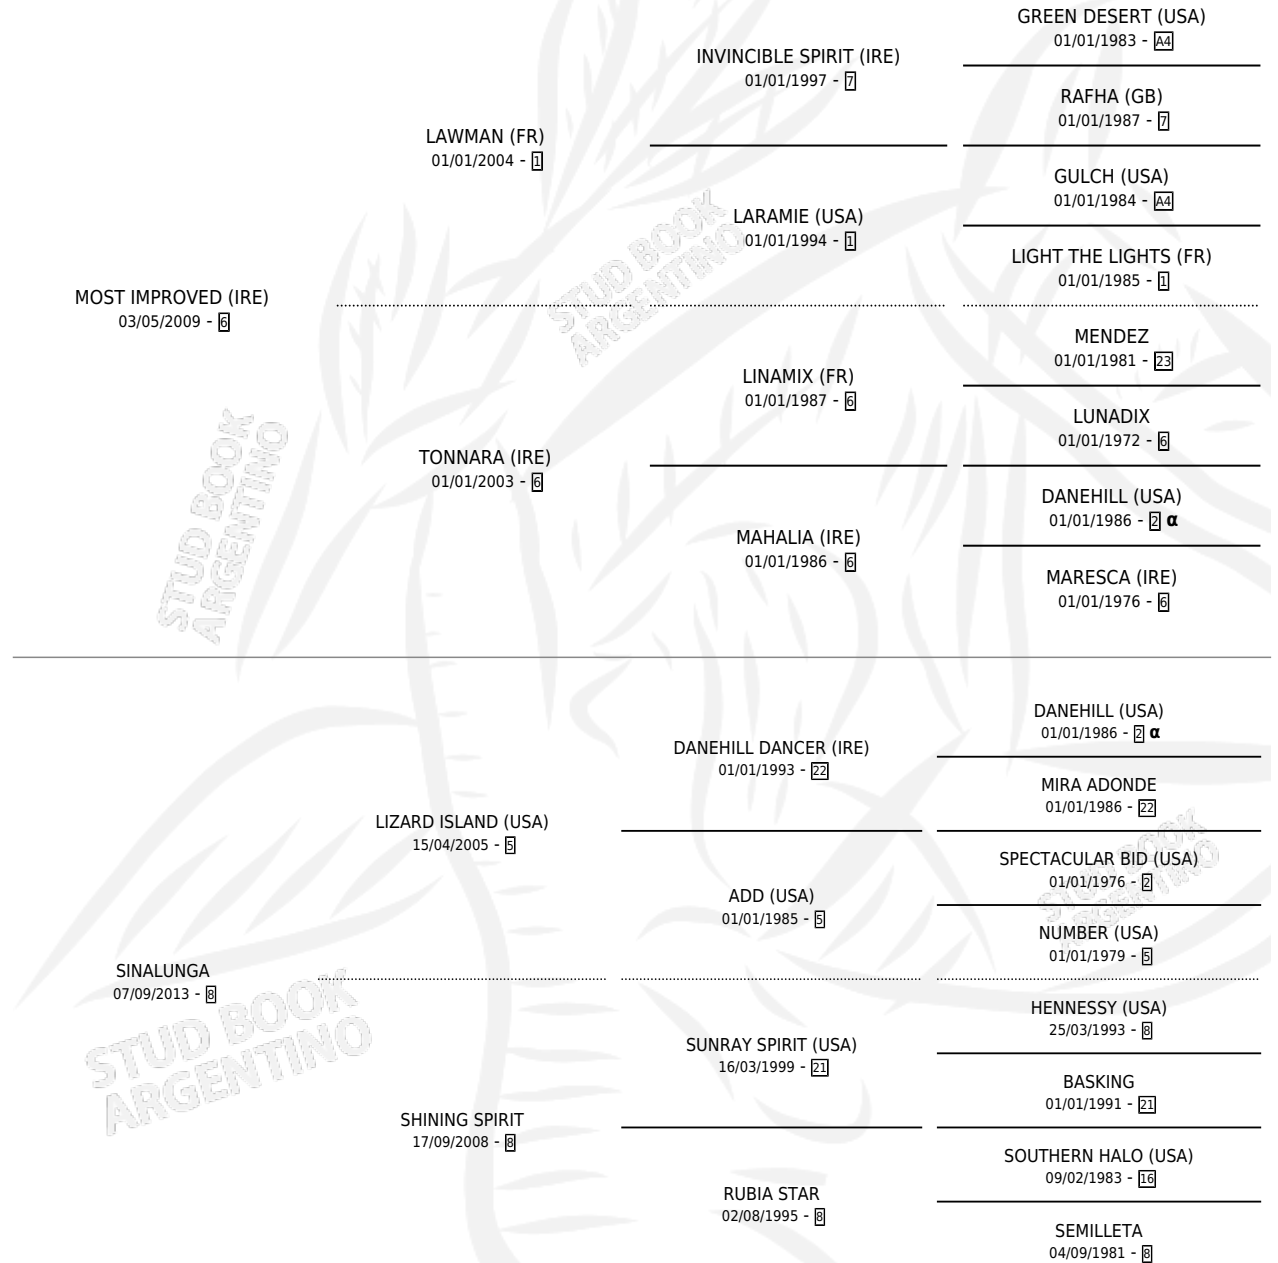 GREEN DESERT (USA)
01/01/1983 - A4
INVINCIBLE SPIRIT (IRE)
01/01/1997 - 7
RAFHA (GB)
01/01/1987 - 7
LAWMAN (FR)
01/01/2004 - 1
GULCH (USA)
01/01/1984 - A4
LARAMIE (USA)
01/01/1994 - 1
LIGHT THE LIGHTS (FR)
01/01/1985 - 1
MOST IMPROVED (IRE)
03/05/2009 - 6
MENDEZ
01/01/1981 - 23
LINAMIX (FR)
01/01/1987 - 6
LUNADIX
01/01/1972 - 6
TONNARA (IRE)
01/01/2003 - 6
DANEHILL (USA)
01/01/1986 - 2 α
MAHALIA (IRE)
01/01/1986 - 6
MARESCA (IRE)
01/01/1976 - 6
DANEHILL (USA)
01/01/1986 - 2 α
DANEHILL DANCER (IRE)
01/01/1993 - 22
MIRA ADONDE
01/01/1986 - 22
LIZARD ISLAND (USA)
15/04/2005 - 5
SPECTACULAR BID (USA)
01/01/1976 - 2
ADD (USA)
01/01/1985 - 5
NUMBER (USA)
01/01/1979 - 5
SINALUNGA
07/09/2013 - 8
HENNESSY (USA)
25/03/1993 - 8
SUNRAY SPIRIT (USA)
16/03/1999 - 21
BASKING
01/01/1991 - 21
SHINING SPIRIT
17/09/2008 - 8
SOUTHERN HALO (USA)
09/02/1983 - 16
RUBIA STAR
02/08/1995 - 8
SEMILLETA
04/09/1981 - 8
STUD BOOK
ARGENTINO
STUD BOOK
ARGENTINO
STUD BOOK
ARGENTINO
STUD BOOK
ARGENTINO